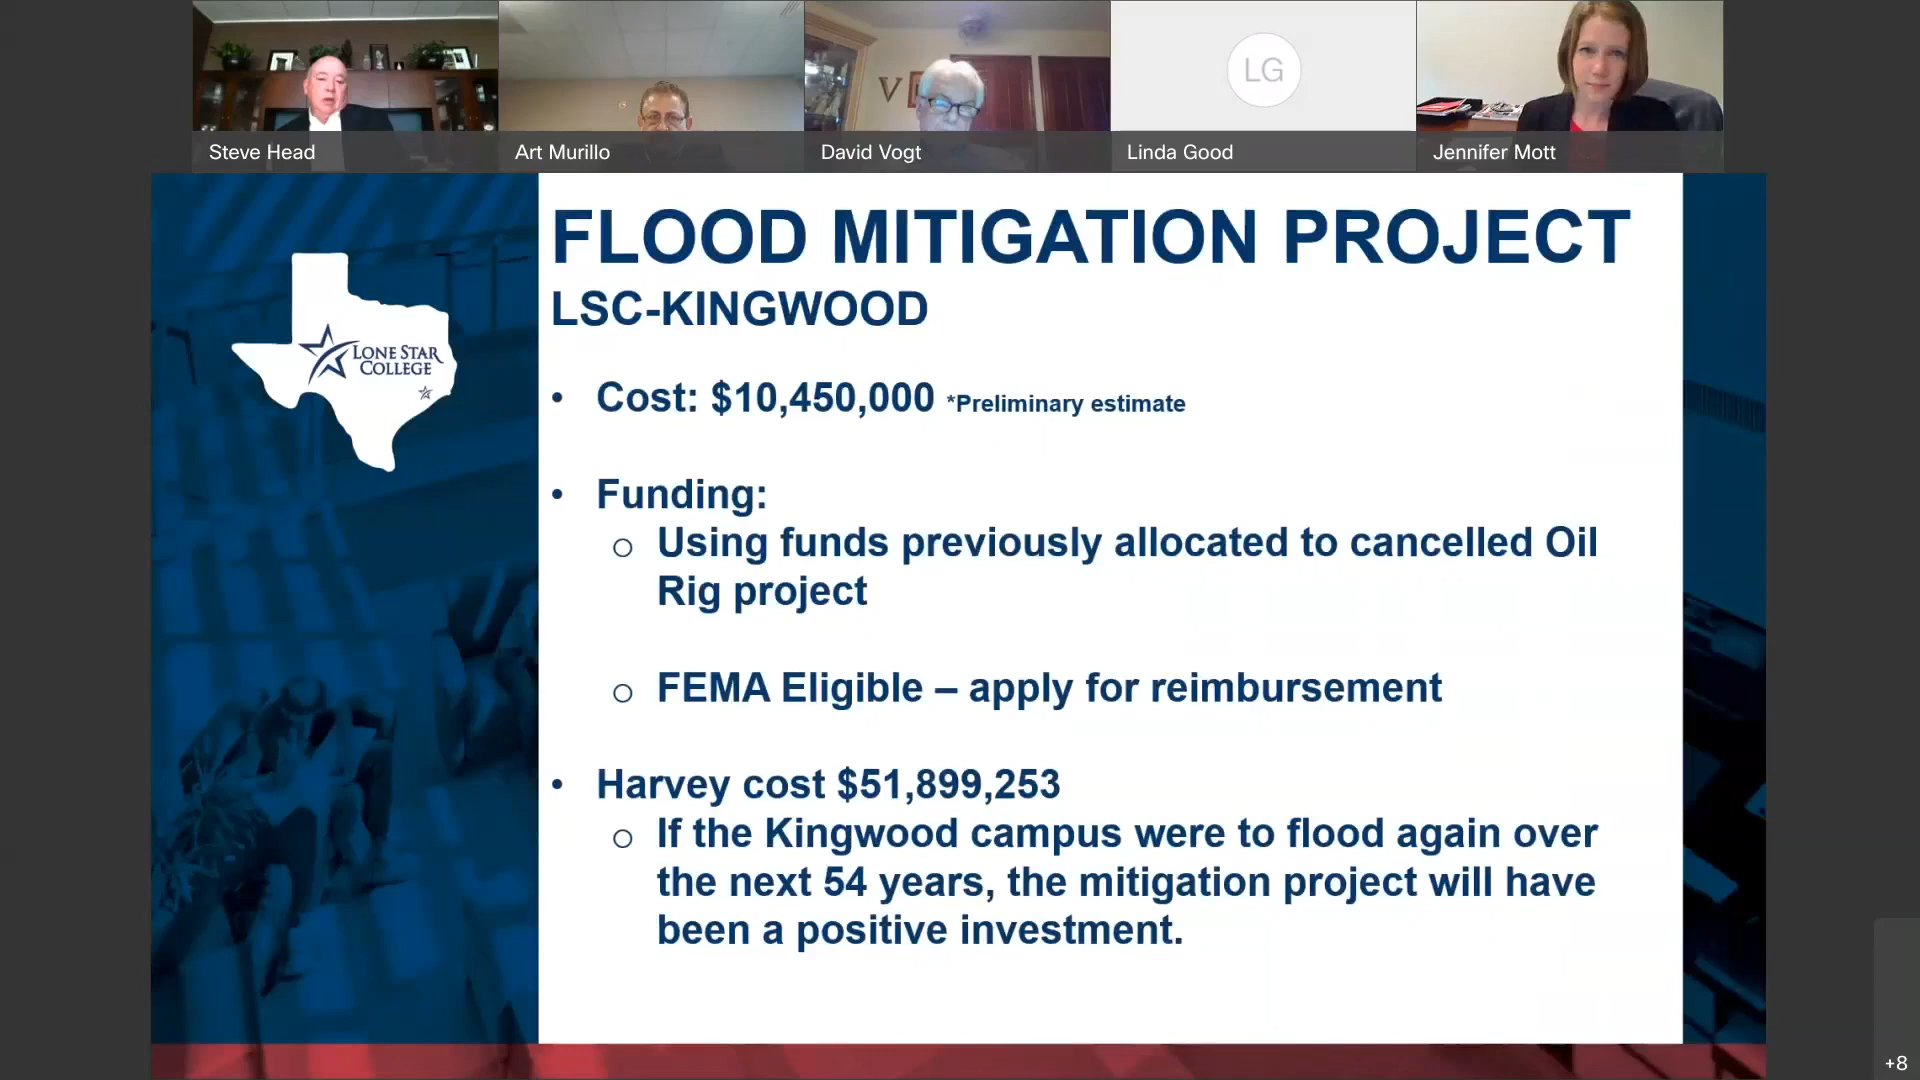 LG
Steve Head
Art Murillo
David Vogt
Linda Good
Jennifer Mott
LONE STAR
COLLEGE
FLOOD MITIGATION PROJECT
LSC-KINGWOOD
• Cost: $10,450,000 *Preliminary estimate
• Funding:
o Using funds previously allocated to cancelled Oil
Rig project
o FEMA Eligible – apply for reimbursement
• Harvey cost $51,899,253
o If the Kingwood campus were to flood again over
the next 54 years, the mitigation project will have
been a positive investment.
+8